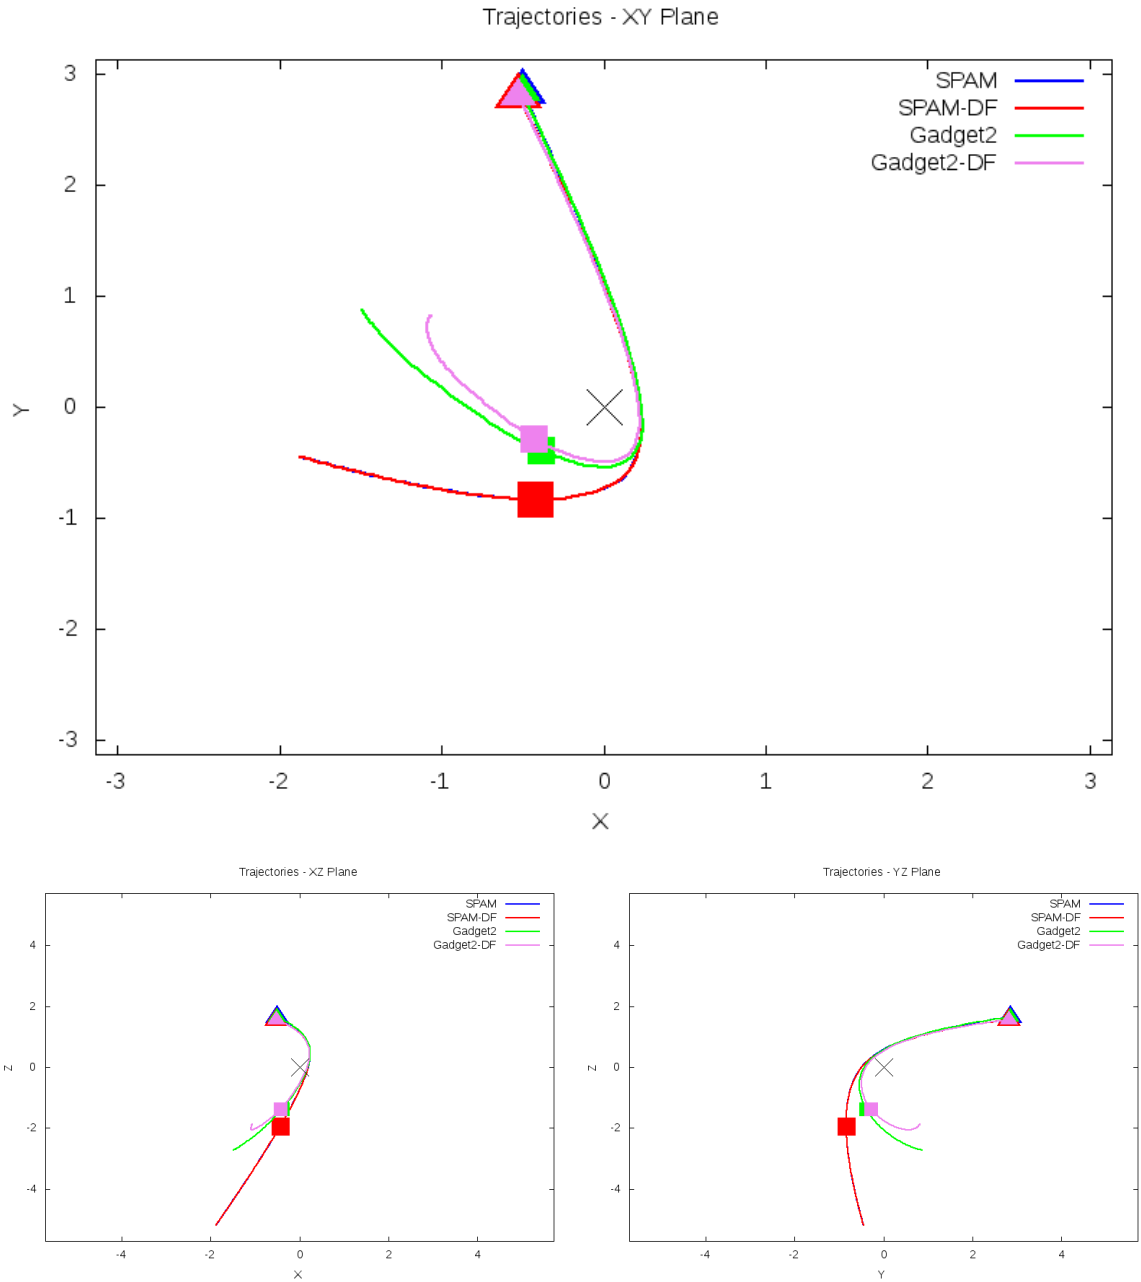 Trajectories - XY Plane
SPAM
SPAM-DF
Gadget2
Gadget2-DF
3
2
1
0
-1
-2
-3
Y
-3 -2 -1 0 1 2 3
X
Trajectories - XZ Plane
SPAM
SPAM-DF
Gadget2
Gadget2-DF
4
2
0
-2
-4
Z
-4 -2 0 2 4
X
Trajectories - YZ Plane
SPAM
SPAM-DF
Gadget2
Gadget2-DF
4
2
0
-2
-4
Z
-4 -2 0 2 4
Y